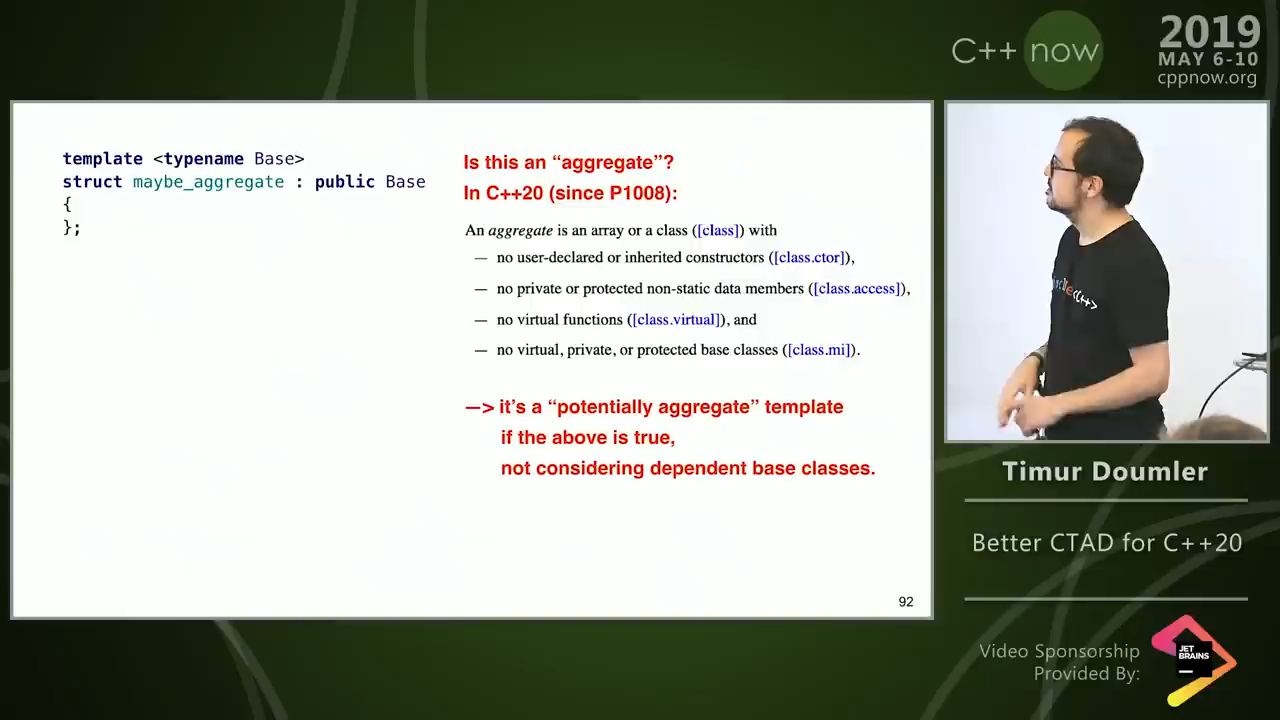 C++ now
2019
MAY 6-10
cppnow.org
template <typename Base>
struct maybe_aggregate : public Base
{
};
Is this an “aggregate”?
In C++20 (since P1008):
An aggregate is an array or a class ([class]) with
— no user-declared or inherited constructors ([class.ctor]),
— no private or protected non-static data members ([class.access]),
— no virtual functions ([class.virtual]), and
— no virtual, private, or protected base classes ([class.mi]).
—> it’s a “potentially aggregate” template
if the above is true,
not considering dependent base classes.
92
Timur Doumler
Better CTAD for C++20
Video Sponsorship
Provided By:
JET
BRAINS